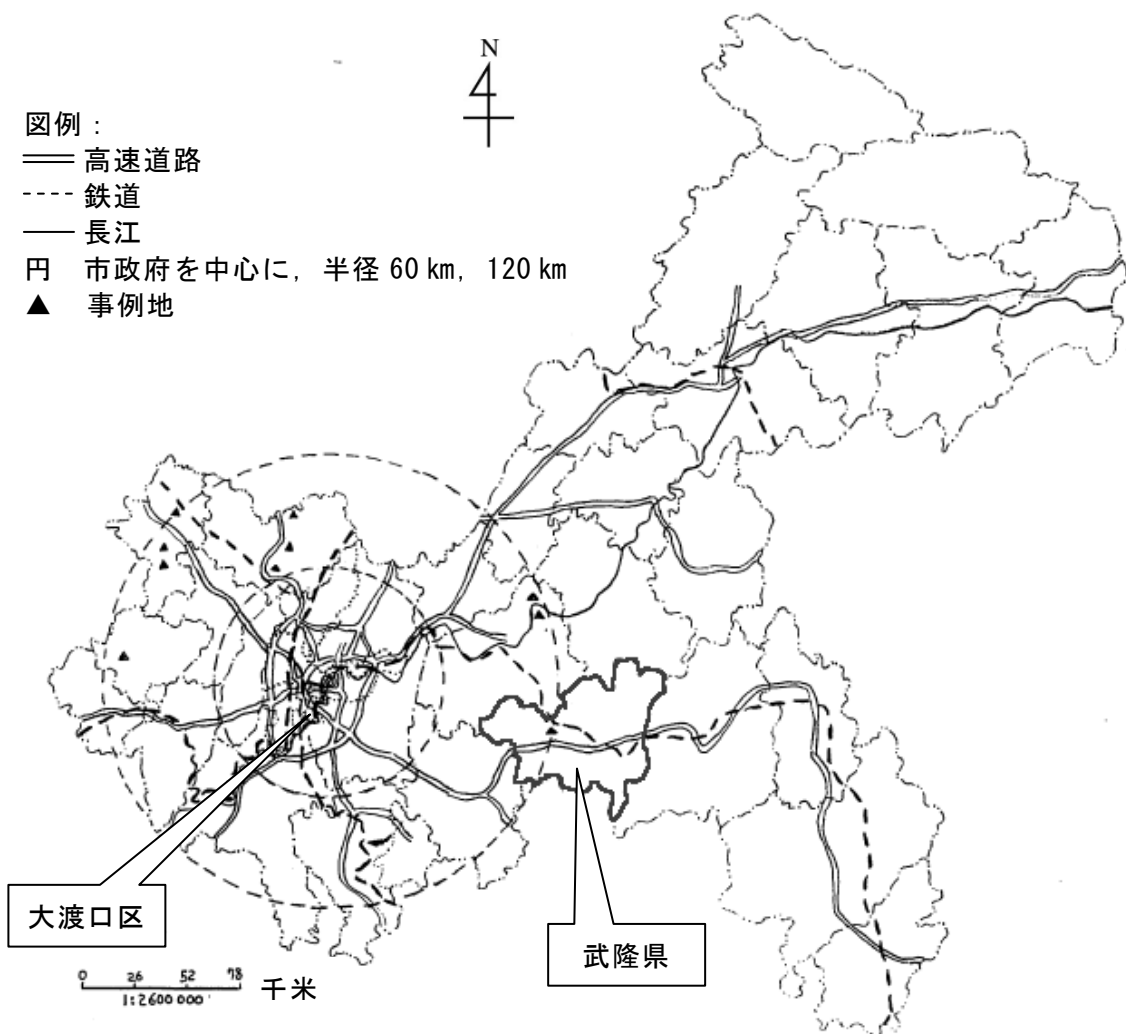 N
図例：
高速道路
鉄道
長江
円 市政府を中心に，半径 60 km，120 km
▲ 事例地
大渡口区
武隆県
0 26 52 78
千米
1:2600000